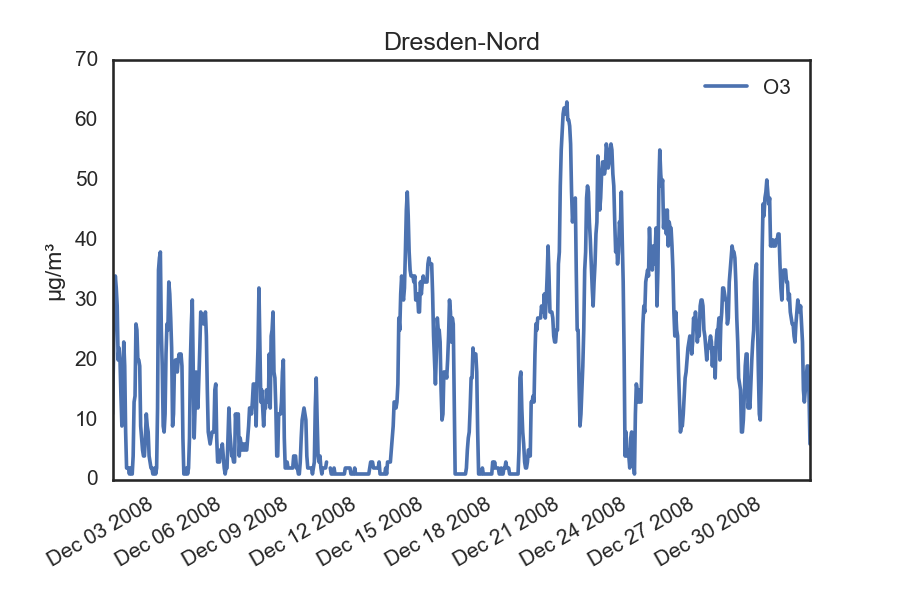 Dresden-Nord
70
60
50
40
30
20
10
0
µg/m³
O3
Dec 03 2008
Dec 06 2008
Dec 09 2008
Dec 12 2008
Dec 15 2008
Dec 18 2008
Dec 21 2008
Dec 24 2008
Dec 27 2008
Dec 30 2008